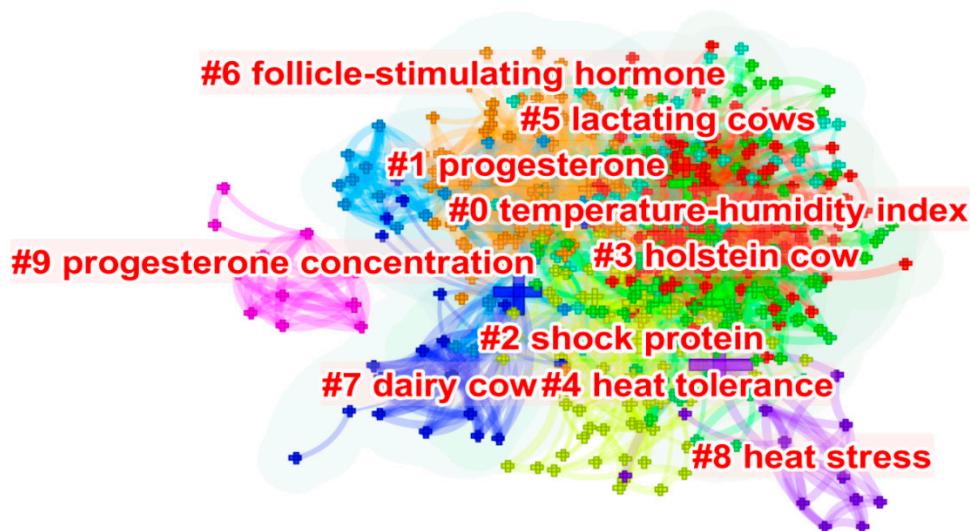 #6 follicle-stimulating hormone
#5 lactating cows
#1 progesterone
#0 temperature-humidity index
#3 holstein cow
#9 progesterone concentration
#2 shock protein
#7 dairy cow
#4 heat tolerance
#8 heat stress